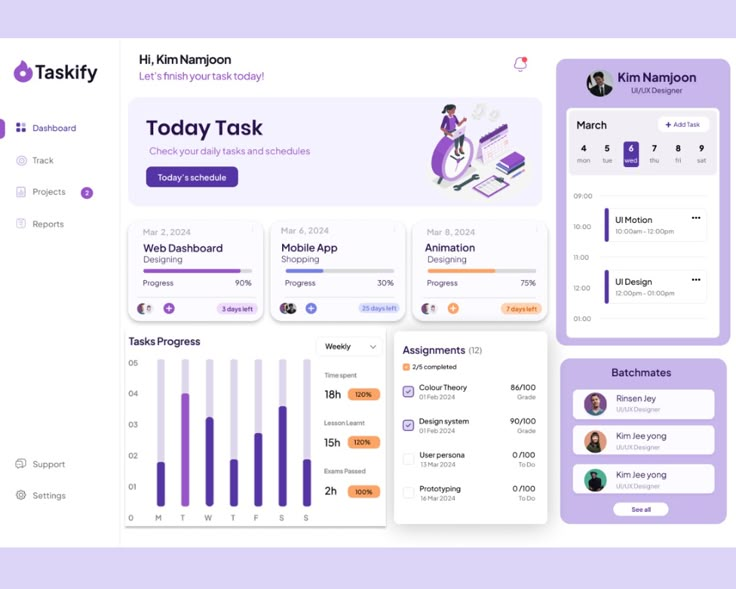 Taskify
Dashboard
Track
Projects 2
Reports
Support
Settings
Hi, Kim Namjoon
Let's finish your task today!
Today Task
Check your daily tasks and schedules
Today's schedule
Mar 2, 2024
Web Dashboard
Designing
Progress 90%
3 days left
Mar 6, 2024
Mobile App
Shopping
Progress 30%
25 days left
Mar 8, 2024
Animation
Designing
Progress 75%
7 days left
Tasks Progress
Weekly
05
04
03
02
01
0 M T W T F S S
Time spent
18h 120%
Lesson Learnt
15h 120%
Exams Passed
2h 100%
Assignments (12)
2/5 completed
Colour Theory 86/100
01 Feb 2024 Grade
Design system 90/100
01 Feb 2024 Grade
User persona 0/100
13 Mar 2024 To Do
Prototyping 0/100
16 Mar 2024 To Do
Kim Namjoon
UI/UX Designer
March + Add Task
4 5 6 7 8 9
mon tue wed thu fri sat
09:00
10:00
11:00
12:00
01:00
UI Motion
10:00am - 12:00pm
UI Design
12:00pm - 01:00pm
Batchmates
Rinsen Jey
UI/UX Designer
Kim Jee yong
UI/UX Designer
Kim Jee yong
UI/UX Designer
See all